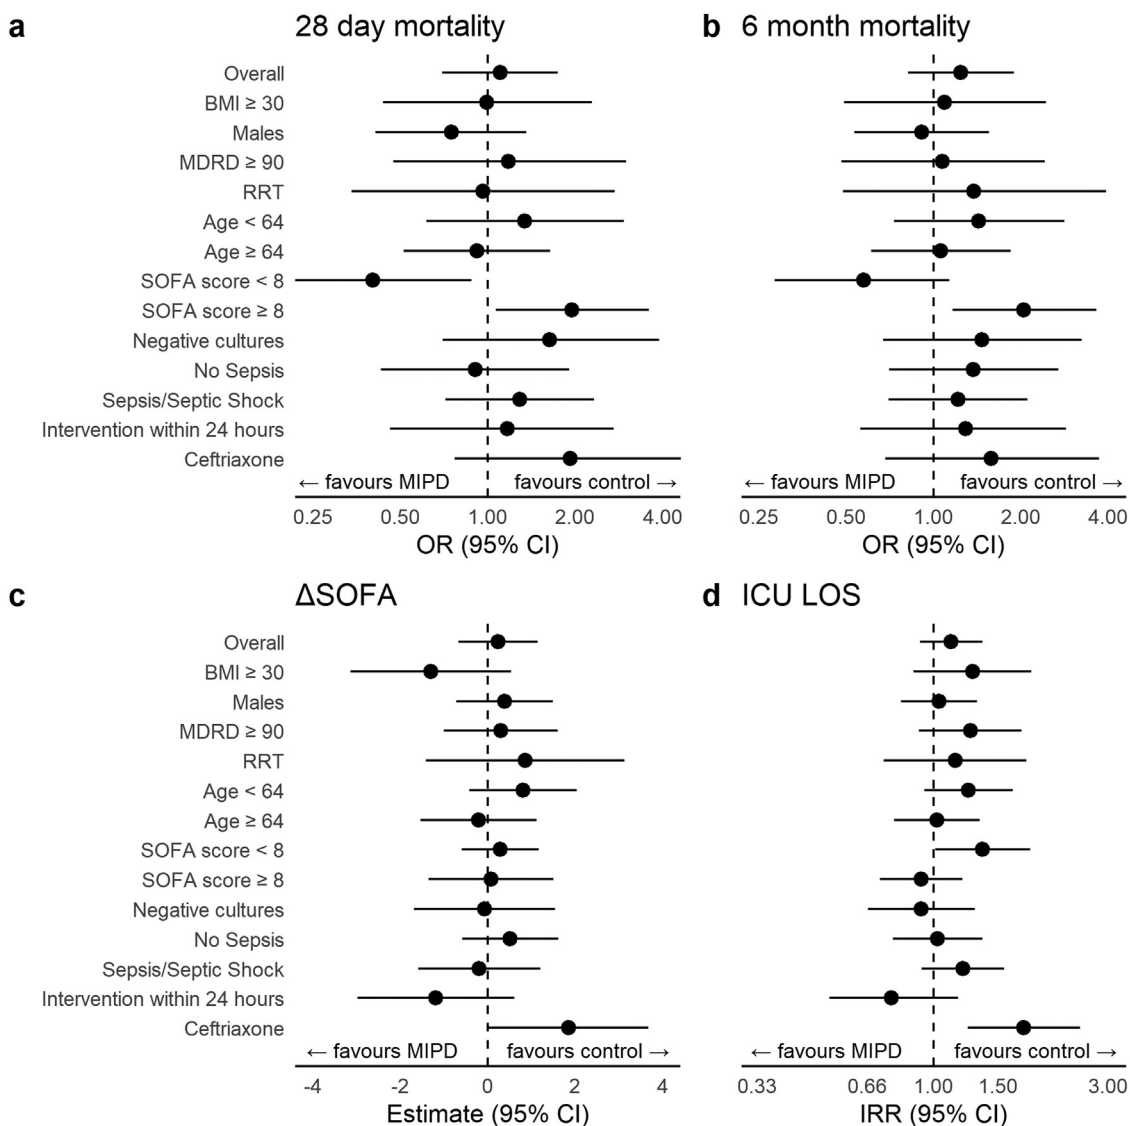 a 28 day mortality
Overall
BMI ≥ 30
Males
MDRD ≥ 90
RRT
Age < 64
Age ≥ 64
SOFA score < 8
SOFA score ≥ 8
Negative cultures
No Sepsis
Sepsis/Septic Shock
Intervention within 24 hours
Ceftriaxone
← favours MIPD favours control →
0.25 0.50 1.00 2.00 4.00
OR (95% CI)
b 6 month mortality
← favours MIPD favours control →
0.25 0.50 1.00 2.00 4.00
OR (95% CI)
c ΔSOFA
Overall
BMI ≥ 30
Males
MDRD ≥ 90
RRT
Age < 64
Age ≥ 64
SOFA score < 8
SOFA score ≥ 8
Negative cultures
No Sepsis
Sepsis/Septic Shock
Intervention within 24 hours
Ceftriaxone
← favours MIPD favours control →
-4 -2 0 2 4
Estimate (95% CI)
d ICU LOS
← favours MIPD favours control →
0.33 0.66 1.00 1.50 3.00
IRR (95% CI)